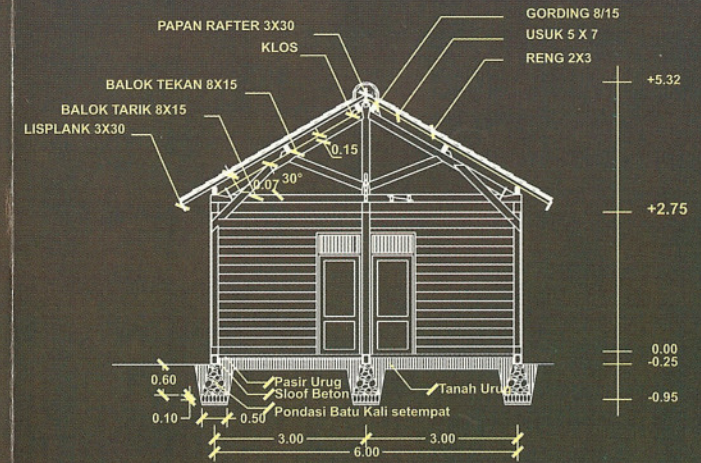 PAPAN RAFTER 3X30
KLOS
BALOK TEKAN 8X15
BALOK TARIK 8X15
LISPLANK 3X30
GORDING 8/15
USUK 5 X 7
RENG 2X3
+5.32
0.15
0.07
30°
+2.75
0.00
-0.25
-0.95
0.60
0.10
0.50
Pasir Urug
Sloof Beton
Pondasi Batu Kali setempat
Tanah Urug
3.00
3.00
6.00